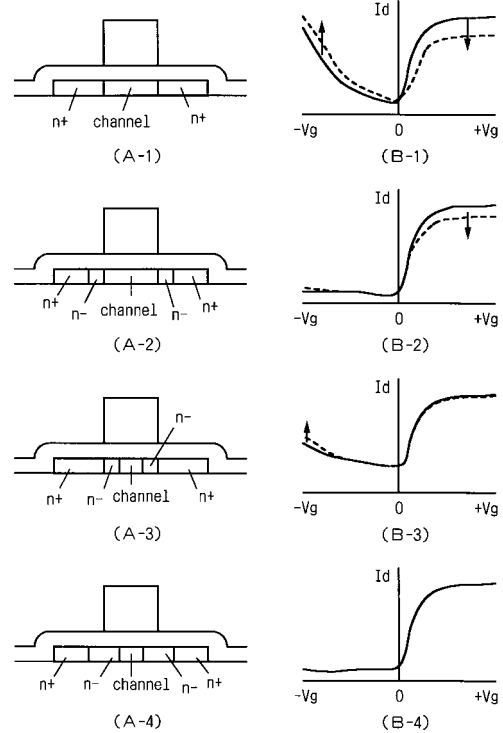 n+ channel n+
(A-1)
Id
-Vg 0 +Vg
(B-1)
n+ n- channel n- n+
(A-2)
Id
-Vg 0 +Vg
(B-2)
n-
n+ n- channel n+
(A-3)
Id
-Vg 0 +Vg
(B-3)
n+ n- channel n- n+
(A-4)
Id
-Vg 0 +Vg
(B-4)